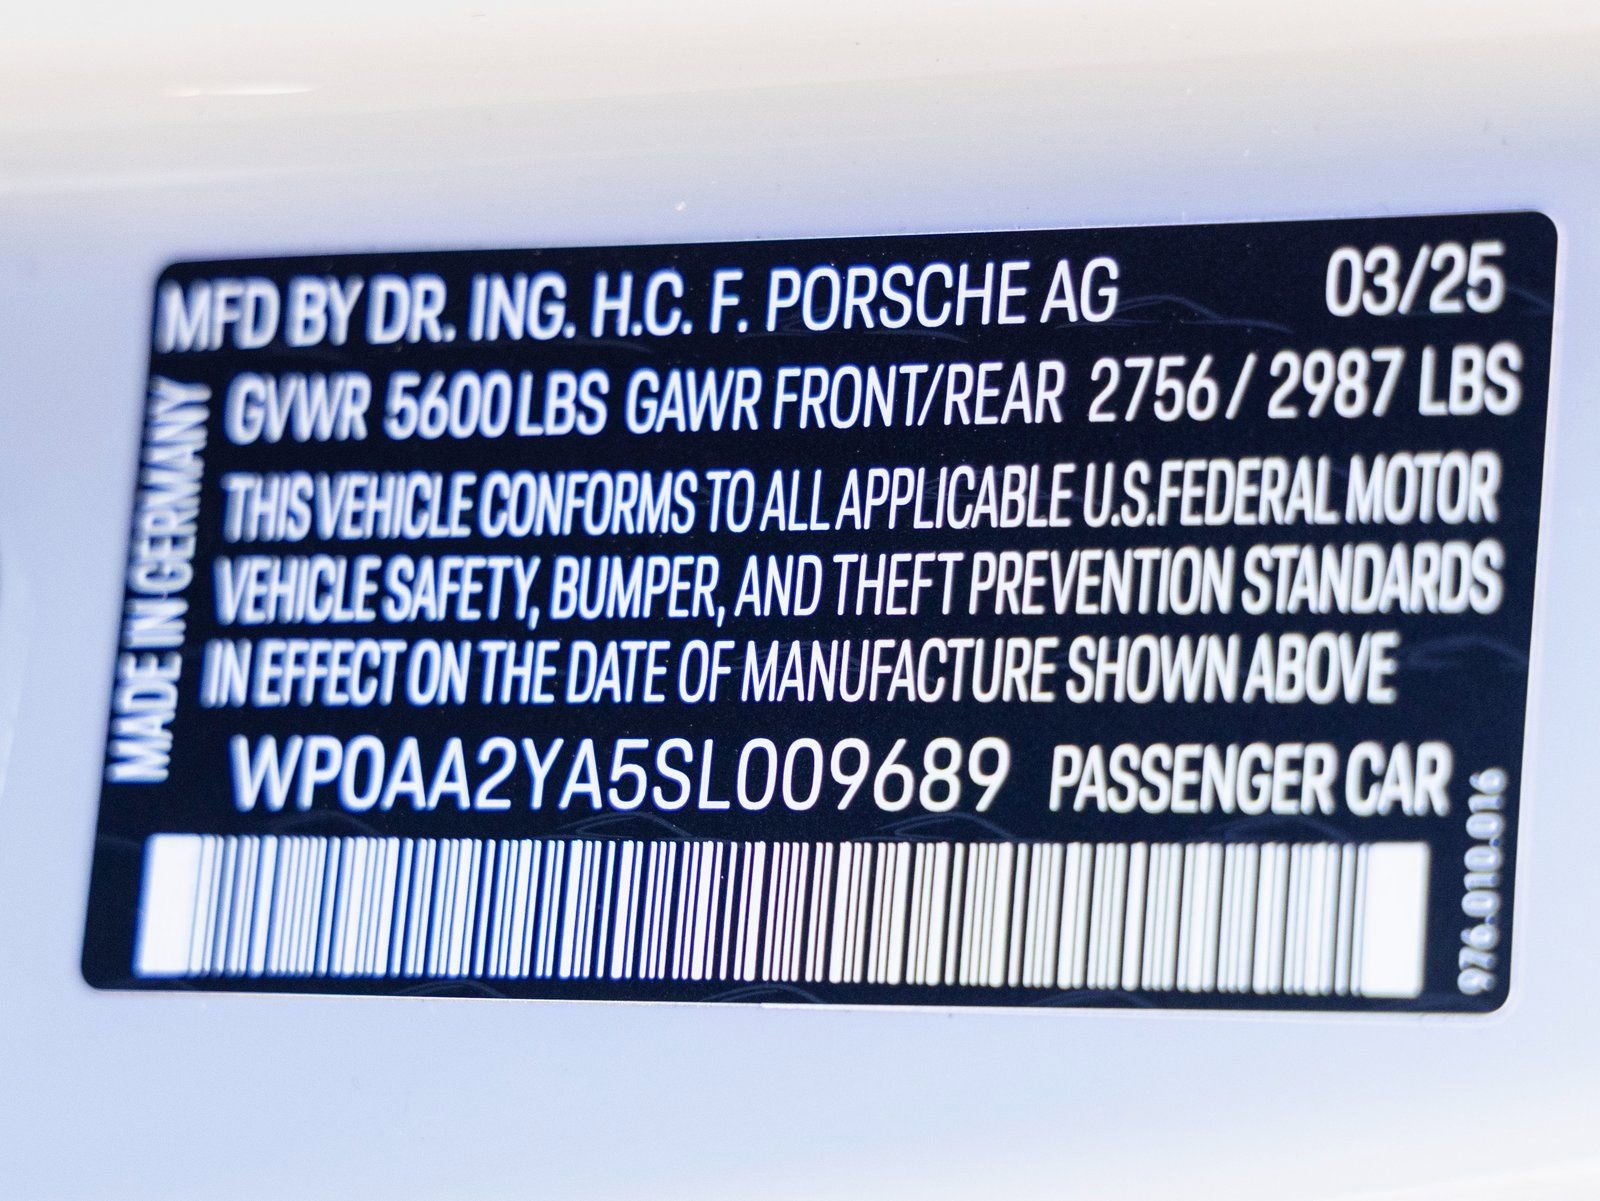 MFD BY DR. ING. H.C. F. PORSCHE AG 03/25
GVWR 5600 LBS GAWR FRONT/REAR 2756 / 2987 LBS
THIS VEHICLE CONFORMS TO ALL APPLICABLE U.S.FEDERAL MOTOR
VEHICLE SAFETY, BUMPER, AND THEFT PREVENTION STANDARDS
IN EFFECT ON THE DATE OF MANUFACTURE SHOWN ABOVE
WP0AA2YA5SL009689 PASSENGER CAR
MADE IN GERMANY
976.010.016